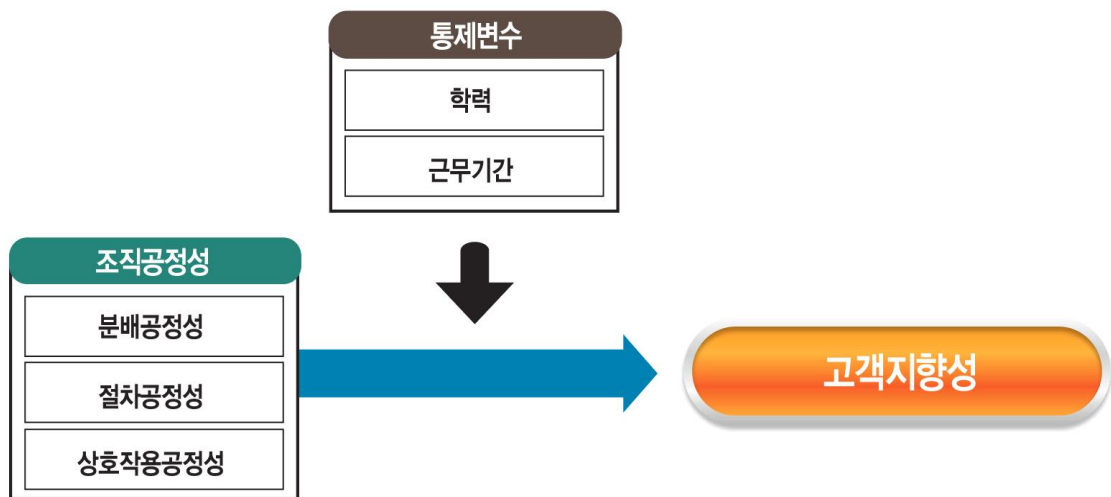 통제변수
학력
근무기간
조직공정성
분배공정성
절차공정성
상호작용공정성
고객지향성